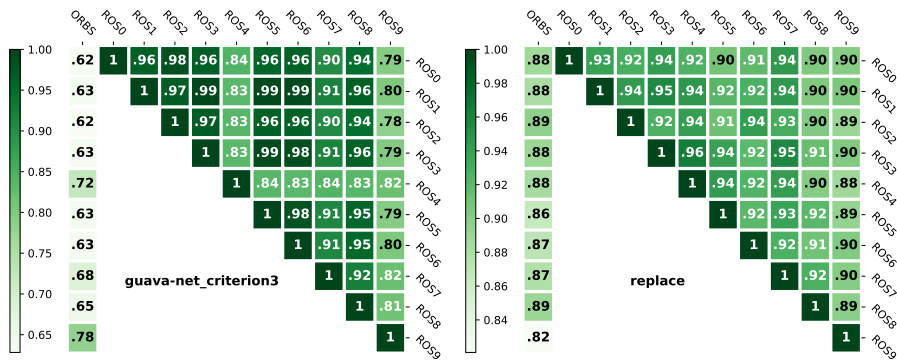 ORBS ROS0 ROS1 ROS2 ROS3 ROS4 ROS5 ROS6 ROS7 ROS8 ROS9
1.00
0.95
0.90
0.85
0.80
0.75
0.70
0.65
.62 1 .96 .98 .96 .84 .96 .96 .90 .94 .79 ROS0
.63 1 .97 .99 .83 .99 .99 .91 .96 .80 ROS1
.62 1 .97 .83 .96 .96 .90 .94 .78 ROS2
.63 1 .83 .99 .98 .91 .96 .79 ROS3
.72 1 .84 .83 .84 .83 .82 ROS4
.63 1 .98 .91 .95 .79 ROS5
.63 1 .91 .95 .80 ROS6
.68 1 .92 .82 ROS7
.65 1 .81 ROS8
.78 1 ROS9
guava-net_criterion3
ORBS ROS0 ROS1 ROS2 ROS3 ROS4 ROS5 ROS6 ROS7 ROS8 ROS9
1.00
0.98
0.96
0.94
0.92
0.90
0.88
0.86
0.84
.88 1 .93 .92 .94 .92 .90 .91 .94 .90 .90 ROS0
.88 1 .94 .95 .94 .92 .92 .94 .90 .90 ROS1
.89 1 .92 .94 .91 .94 .93 .90 .89 ROS2
.88 1 .96 .94 .92 .95 .91 .90 ROS3
.88 1 .94 .92 .94 .90 .88 ROS4
.86 1 .92 .93 .92 .89 ROS5
.87 1 .92 .91 .90 ROS6
.87 1 .92 .90 ROS7
.89 1 .89 ROS8
.82 1 ROS9
replace